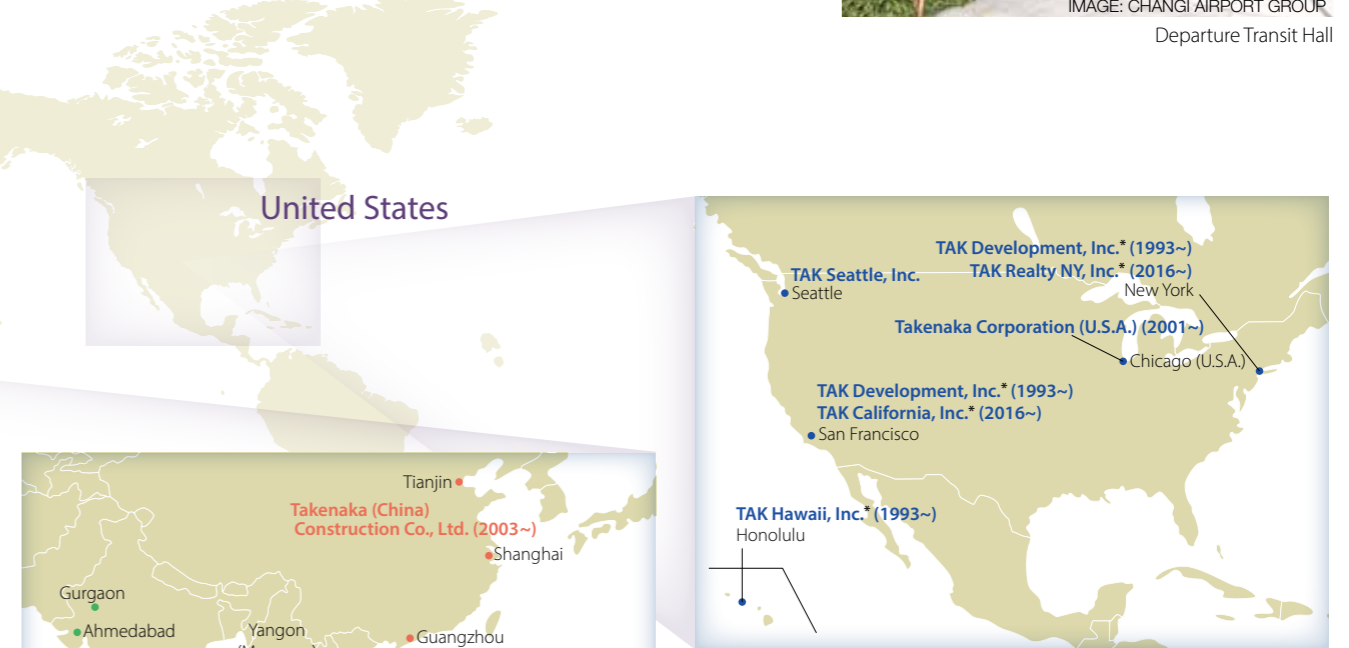 IMAGE: CHANGI AIRPORT GROUP
Departure Transit Hall
United States
TAK Development, Inc.* (1993~)
TAK Realty NY, Inc.* (2016~)
New York
TAK Seattle, Inc.
Seattle
Takenaka Corporation (U.S.A.) (2001~)
Chicago (U.S.A.)
TAK Development, Inc.* (1993~)
TAK California, Inc.* (2016~)
San Francisco
TAK Hawaii, Inc.* (1993~)
Honolulu
Tianjin
Takenaka (China)
Construction Co., Ltd. (2003~)
Shanghai
Gurgaon
Ahmedabad
Yangon
Guangzhou